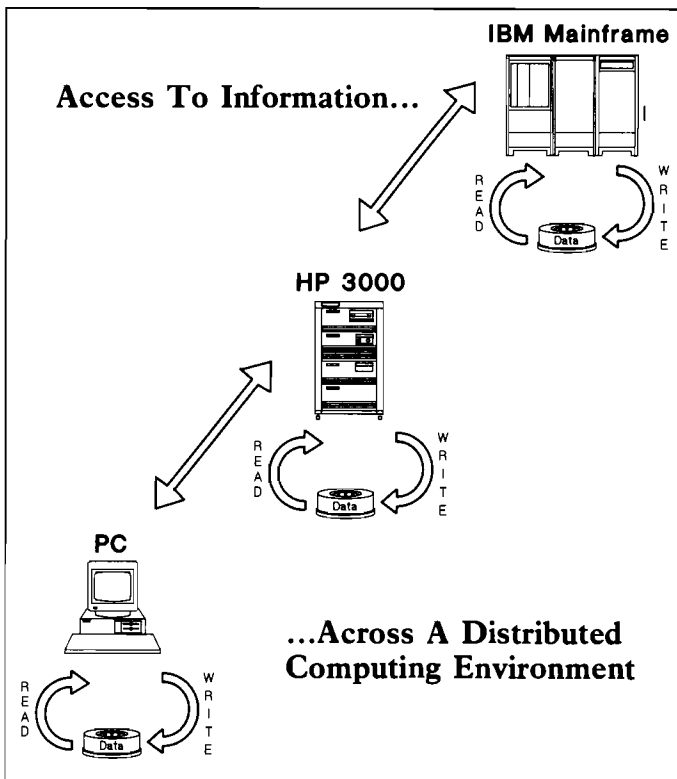 IBM Mainframe
Access To Information...
READ
WRITE
Data
HP 3000
READ
WRITE
Data
PC
...Across A Distributed
Computing Environment
READ
WRITE
Data